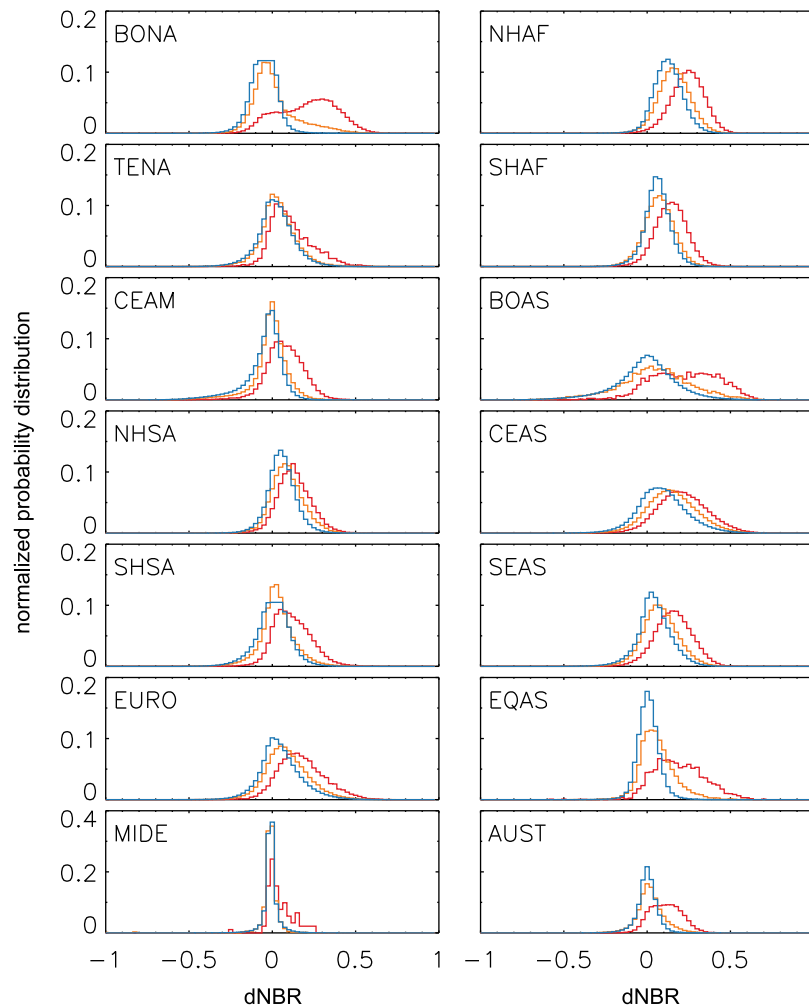 normalized probability distribution
0.2
0.1
0
BONA
NHAF
0.2
0.1
0
TENA
SHAF
0.2
0.1
0
CEAM
BOAS
0.2
0.1
0
NHSA
CEAS
0.2
0.1
0
SHSA
SEAS
0.2
0.1
0
EURO
EQAS
0.4
0.2
0
MIDE
AUST
−1 −0.5 0 0.5 1
−1 −0.5 0 0.5
dNBR
dNBR